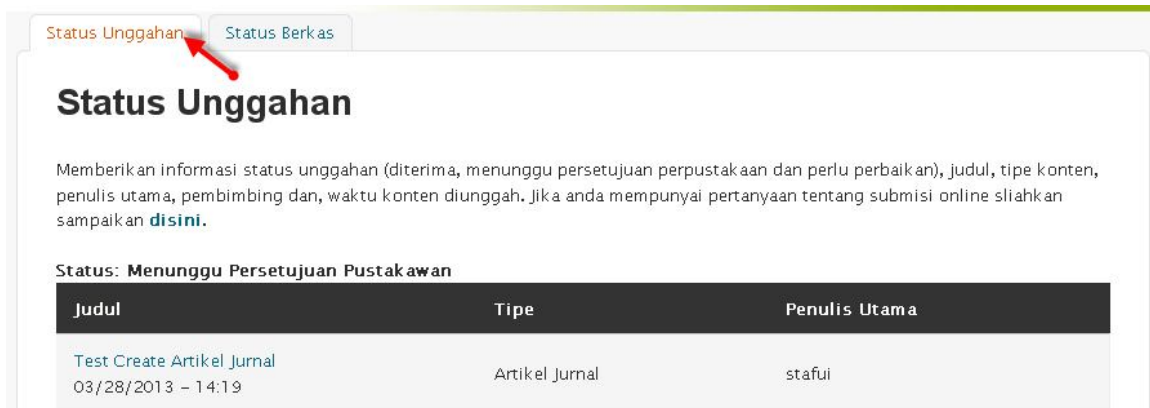 Status Unggahan Status Berkas
Status Unggahan
Memberikan informasi status unggahan (diterima, menunggu persetujuan perpustakaan dan perlu perbaikan), judul, tipe konten,
penulis utama, pembimbing dan, waktu konten diunggah. Jika anda mempunyai pertanyaan tentang submisi online sliahkan
sampaikan disini.
Status: Menunggu Persetujuan Pustakawan
Judul Tipe Penulis Utama
Test Create Artikel Jurnal
03/28/2013 – 14:19 Artikel Jurnal stafui